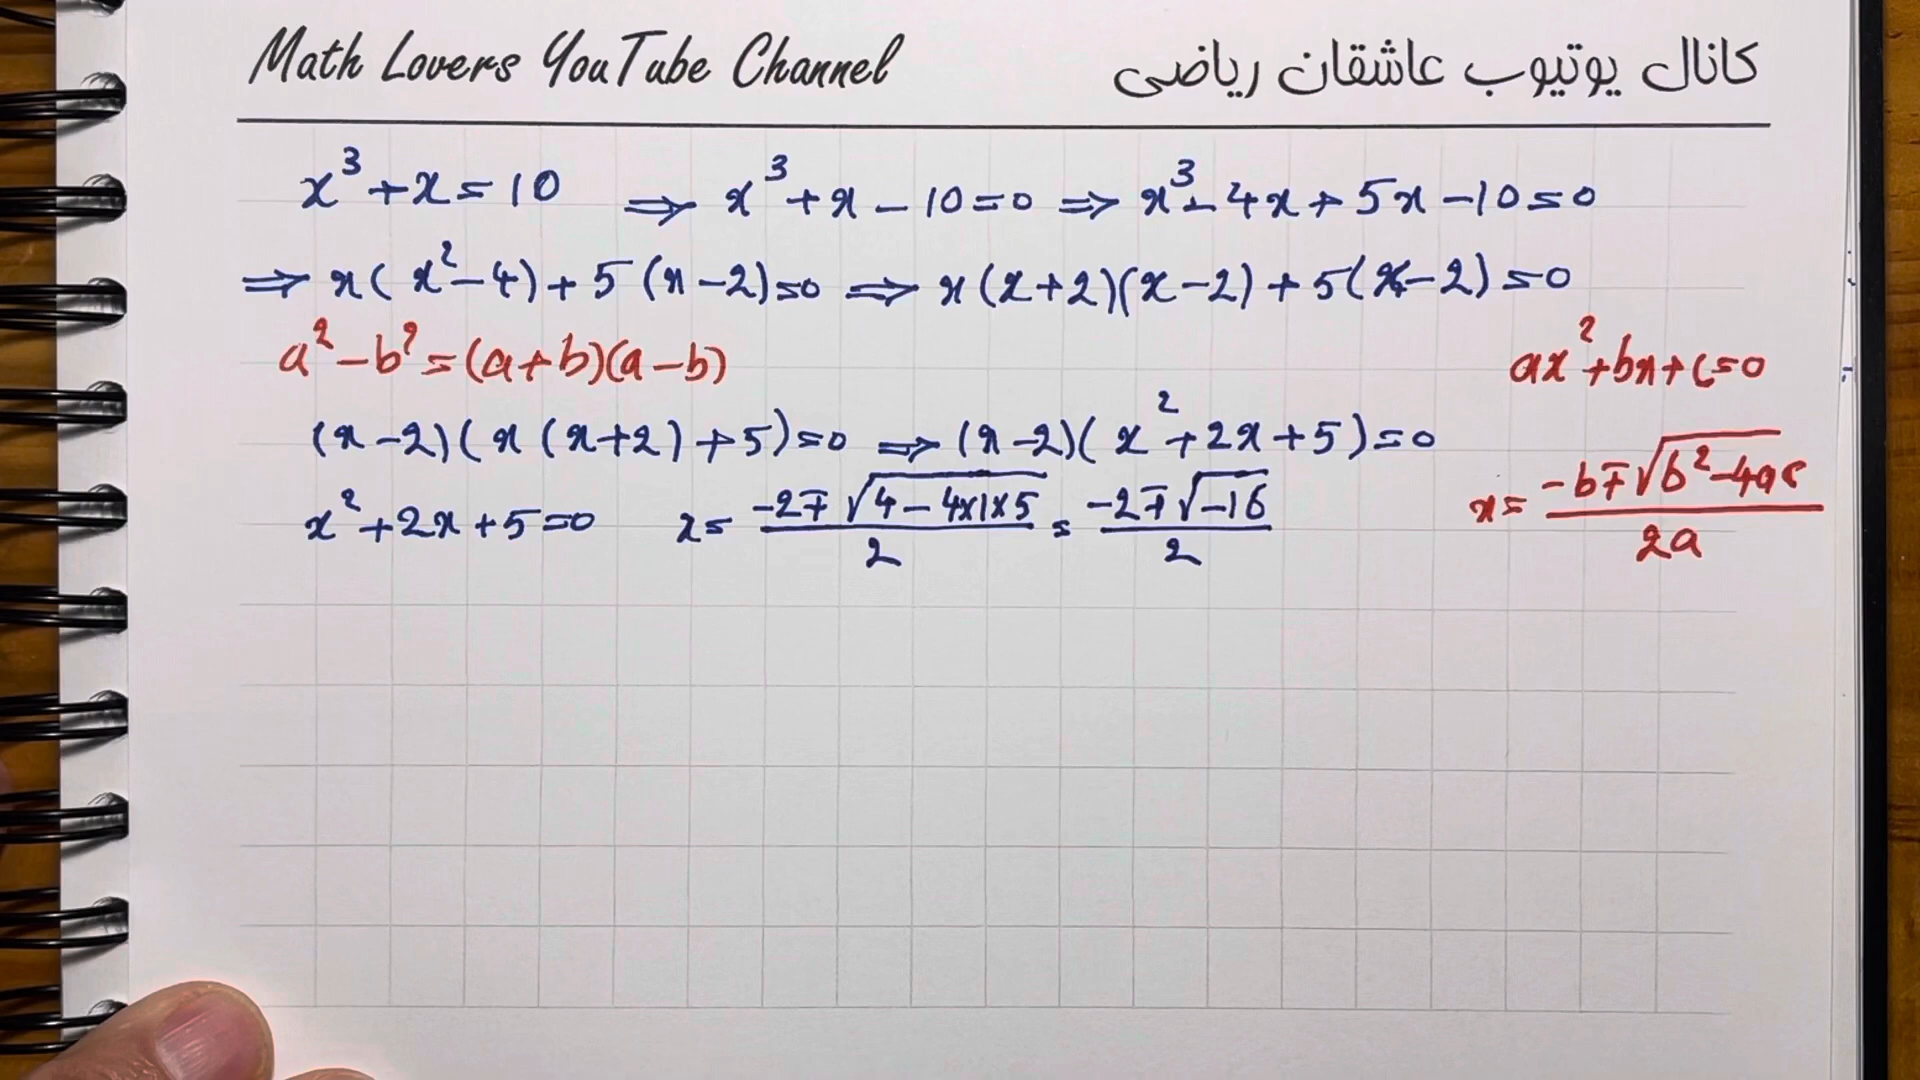 Math Lovers YouTube Channel کانال یوتیوب عاشقان ریاضی
x³+x=10 ⇒ x³+x-10=0 ⇒ x³-4x+5x-10=0
⇒ x(x²-4)+5(x-2)=0 ⇒ x(x+2)(x-2)+5(x-2)=0
a²-b²=(a+b)(a-b) ax²+bx+c=0
(x-2)(x(x+2)+5)=0 ⇒ (x-2)(x²+2x+5)=0
x²+2x+5=0 x=(-2∓√(4-4×1×5))/2=(-2∓√-16)/2 x=(-b∓√(b²-4ac))/2a